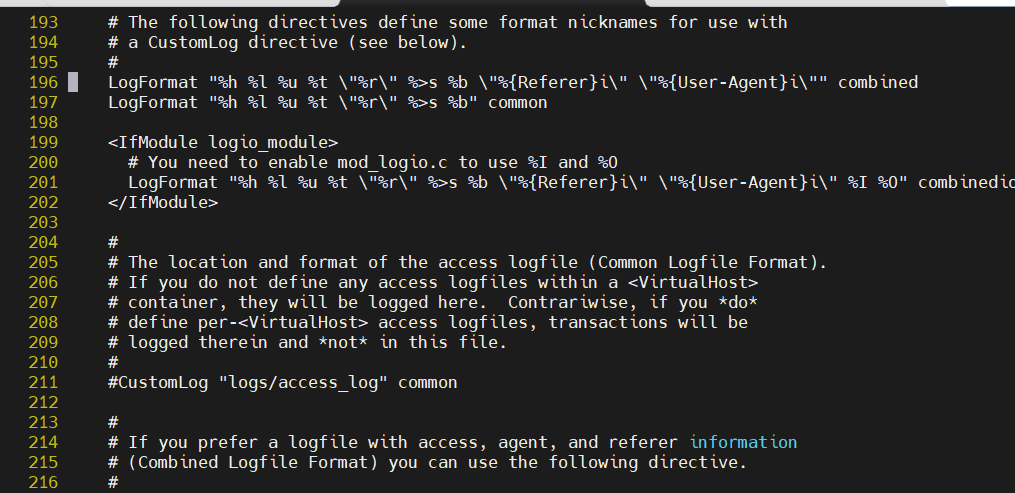 193     # The following directives define some format nicknames for use with
194     # a CustomLog directive (see below).
195     #
196     LogFormat "%h %l %u %t \"%r\" %>s %b \"%{Referer}i\" \"%{User-Agent}i\"" combined
197     LogFormat "%h %l %u %t \"%r\" %>s %b" common
198
199     <IfModule logio_module>
200       # You need to enable mod_logio.c to use %I and %O
201       LogFormat "%h %l %u %t \"%r\" %>s %b \"%{Referer}i\" \"%{User-Agent}i\" %I %O" combinedio
202     </IfModule>
203
204     #
205     # The location and format of the access logfile (Common Logfile Format).
206     # If you do not define any access logfiles within a <VirtualHost>
207     # container, they will be logged here.  Contrariwise, if you *do*
208     # define per-<VirtualHost> access logfiles, transactions will be
209     # logged therein and *not* in this file.
210     #
211     #CustomLog "logs/access_log" common
212
213     #
214     # If you prefer a logfile with access, agent, and referer information
215     # (Combined Logfile Format) you can use the following directive.
216     #